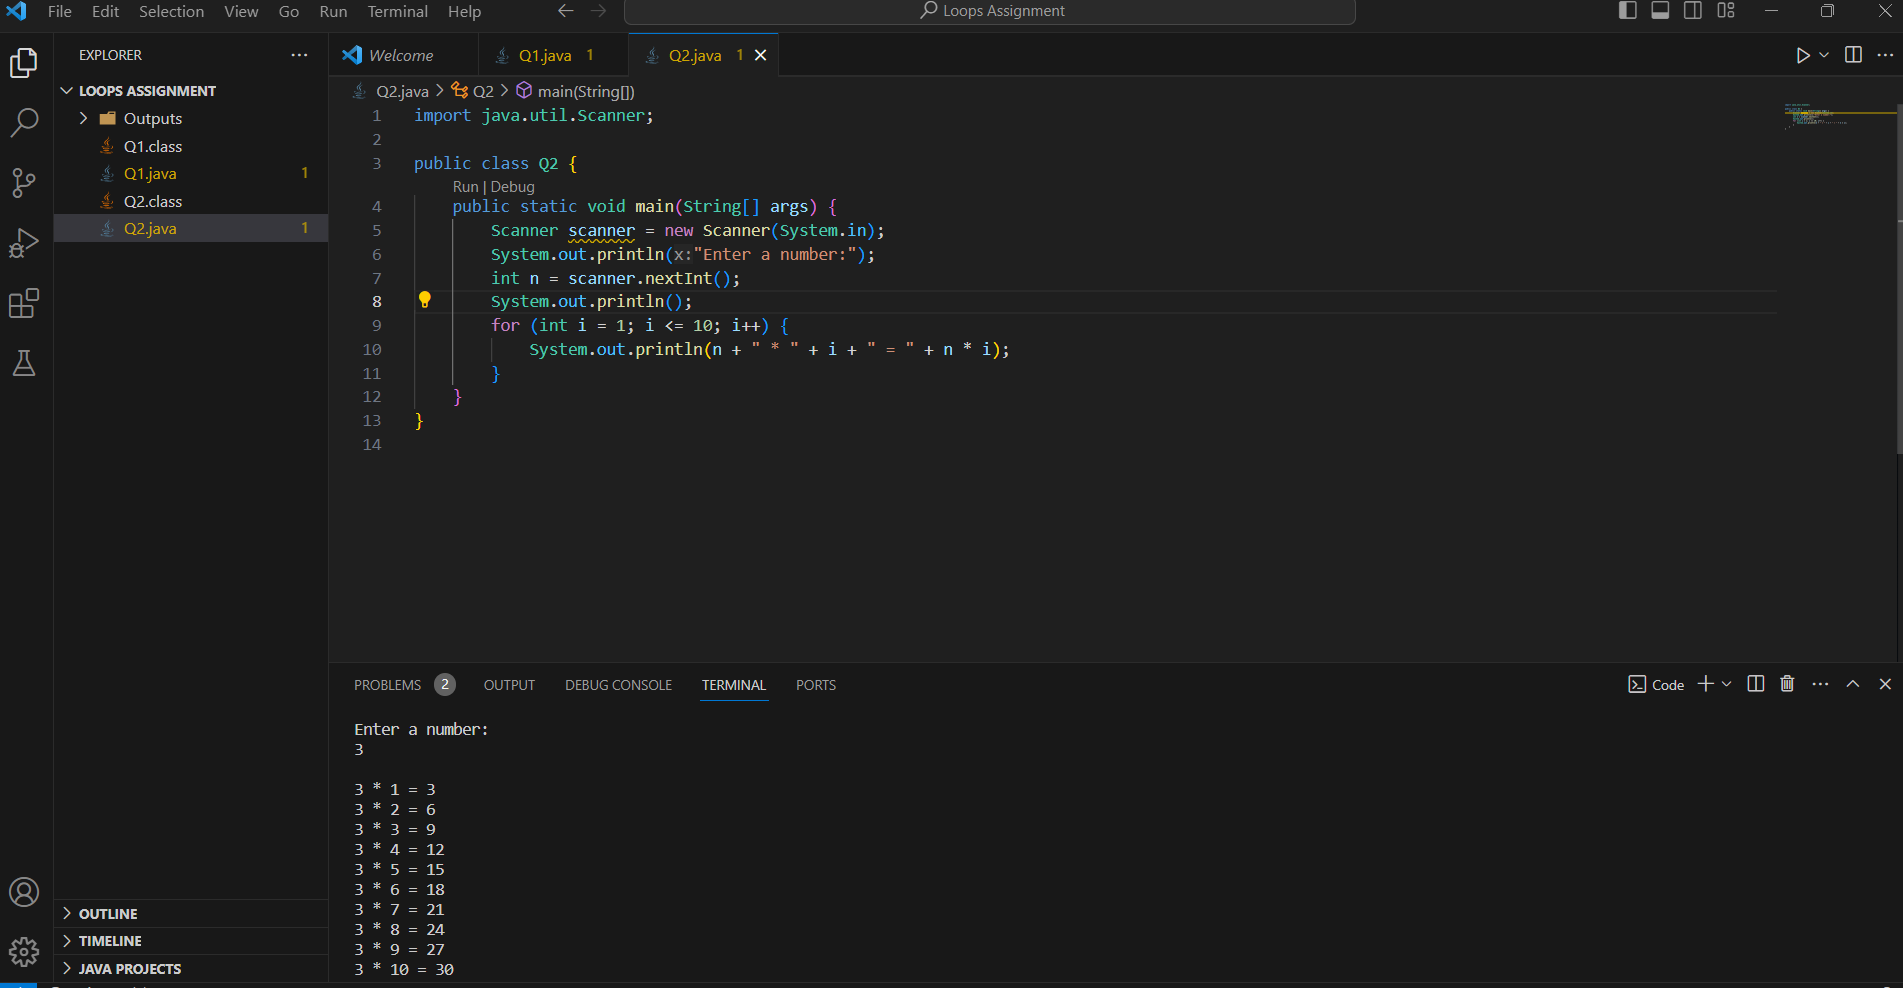 File Edit Selection View Go Run Terminal Help
Loops Assignment
EXPLORER
LOOPS ASSIGNMENT
Outputs
Q1.class
Q1.java 1
Q2.class
Q2.java 1
OUTLINE
TIMELINE
JAVA PROJECTS
Welcome Q1.java 1 Q2.java 1
Q2.java > Q2 > main(String[])
1 import java.util.Scanner;
2
3 public class Q2 {
Run | Debug
4 public static void main(String[] args) {
5 Scanner scanner = new Scanner(System.in);
6 System.out.println(x:"Enter a number:");
7 int n = scanner.nextInt();
8 System.out.println();
9 for (int i = 1; i <= 10; i++) {
10 System.out.println(n + " * " + i + " = " + n * i);
11 }
12 }
13 }
14
PROBLEMS 2 OUTPUT DEBUG CONSOLE TERMINAL PORTS
Code
Enter a number:
3
3 * 1 = 3
3 * 2 = 6
3 * 3 = 9
3 * 4 = 12
3 * 5 = 15
3 * 6 = 18
3 * 7 = 21
3 * 8 = 24
3 * 9 = 27
3 * 10 = 30